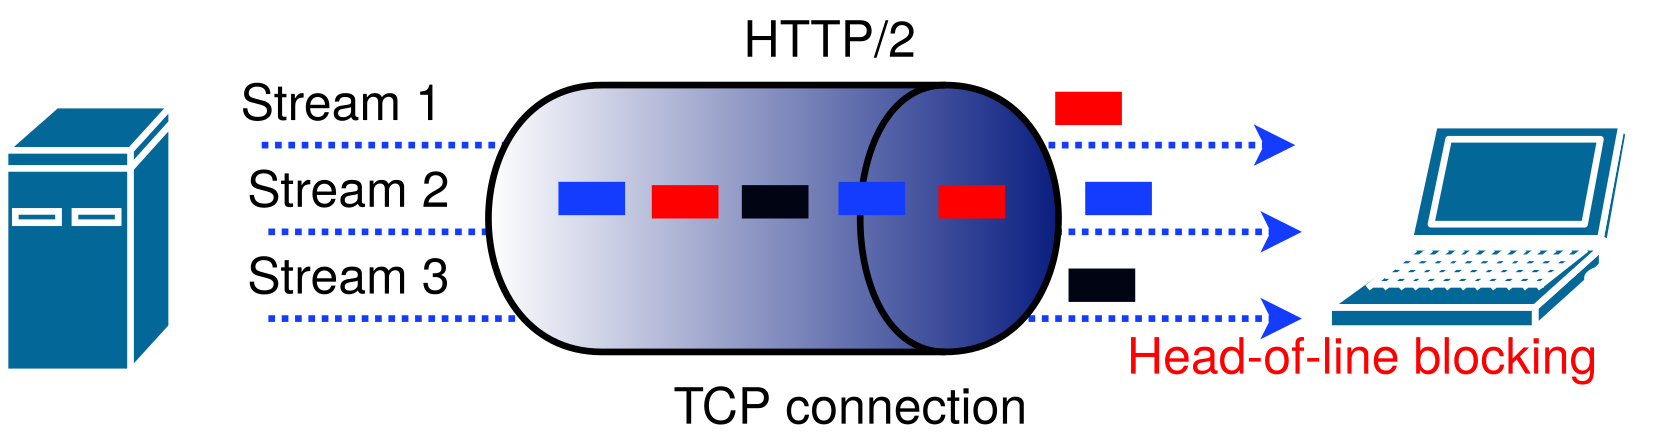 HTTP/2
Stream 1
Stream 2
Stream 3
Head-of-line blocking
TCP connection